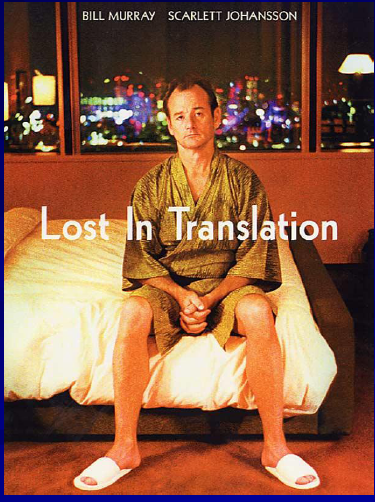 BILL MURRAY SCARLETT JOHANSSON
Lost In Translation